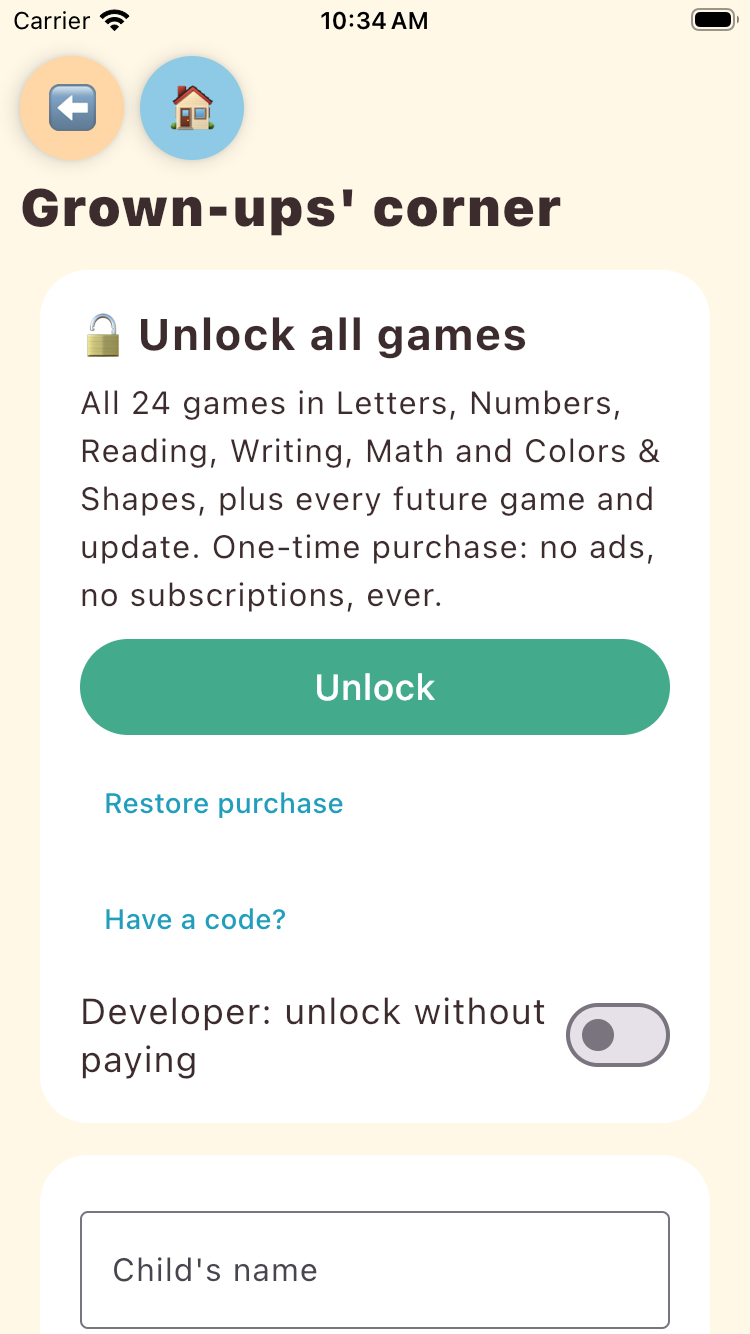 Carrier 10:34 AM
Grown-ups' corner
Unlock all games
All 24 games in Letters, Numbers,
Reading, Writing, Math and Colors &
Shapes, plus every future game and
update. One-time purchase: no ads,
no subscriptions, ever.
Unlock
Restore purchase
Have a code?
Developer: unlock without
paying
Child's name